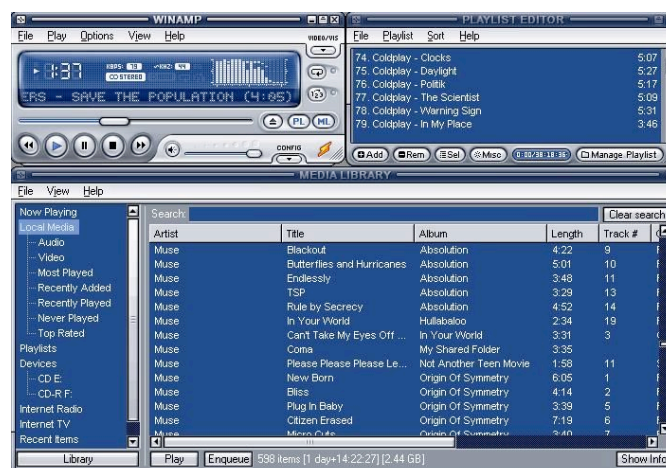 WINAMP
File Play Options View Help
VIDEO/VIS
1:37
KBPS: 79 KHZ: 44
STEREO
ERS - SAVE THE POPULATION (4:05)
PL ML
CONFIG
PLAYLIST EDITOR
File Playlist Sort Help
74. Coldplay - Clocks 5:07
75. Coldplay - Daylight 5:27
76. Coldplay - Politik 5:17
77. Coldplay - The Scientist 5:09
78. Coldplay - Warning Sign 5:31
79. Coldplay - In My Place 3:46
Add Rem Sel Misc Manage Playlist
MEDIA LIBRARY
File View Help
Now Playing
Local Media
Audio
Video
Most Played
Recently Added
Recently Played
Never Played
Top Rated
Playlists
Devices
CD E:
CD-R F:
Internet Radio
Internet TV
Recent Items
Library
Search: Clear search
Artist Title Album Length Track #
Muse Blackout Absolution 4:22 9
Muse Butterflies and Hurricanes Absolution 5:01 10
Muse Endlessly Absolution 3:48 11
Muse TSP Absolution 3:29 13
Muse Rule by Secrecy Absolution 4:52 14
Muse In Your World Hullabaloo 2:34 19
Muse Can't Take My Eyes Off ... In Your World 3:31 3
Muse Coma My Shared Folder 3:35
Muse Please Please Please Le... Not Another Teen Movie 1:58 11
Muse New Born Origin Of Symmetry 6:05 1
Muse Bliss Origin Of Symmetry 4:14 2
Muse Plug In Baby Origin Of Symmetry 3:39 5
Muse Citizen Erased Origin Of Symmetry 7:19 6
Muse Micro Cuts Origin Of Symmetry 3:40 7
Play Enqueue 598 items [1 day+14:22:27] [2.44 GB] Show Info